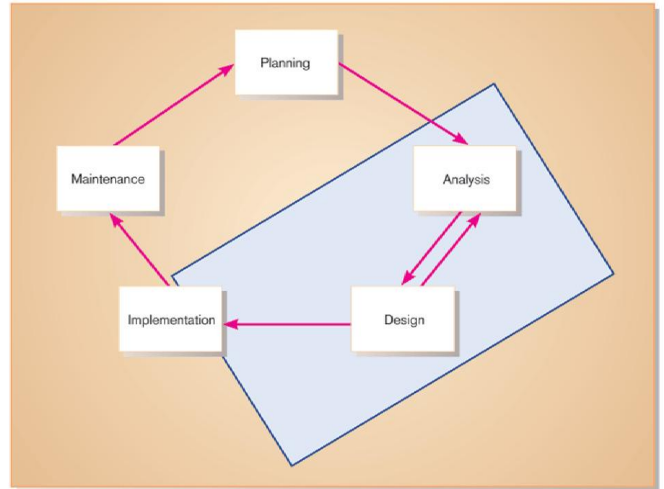 Planning
Maintenance
Analysis
Implementation
Design